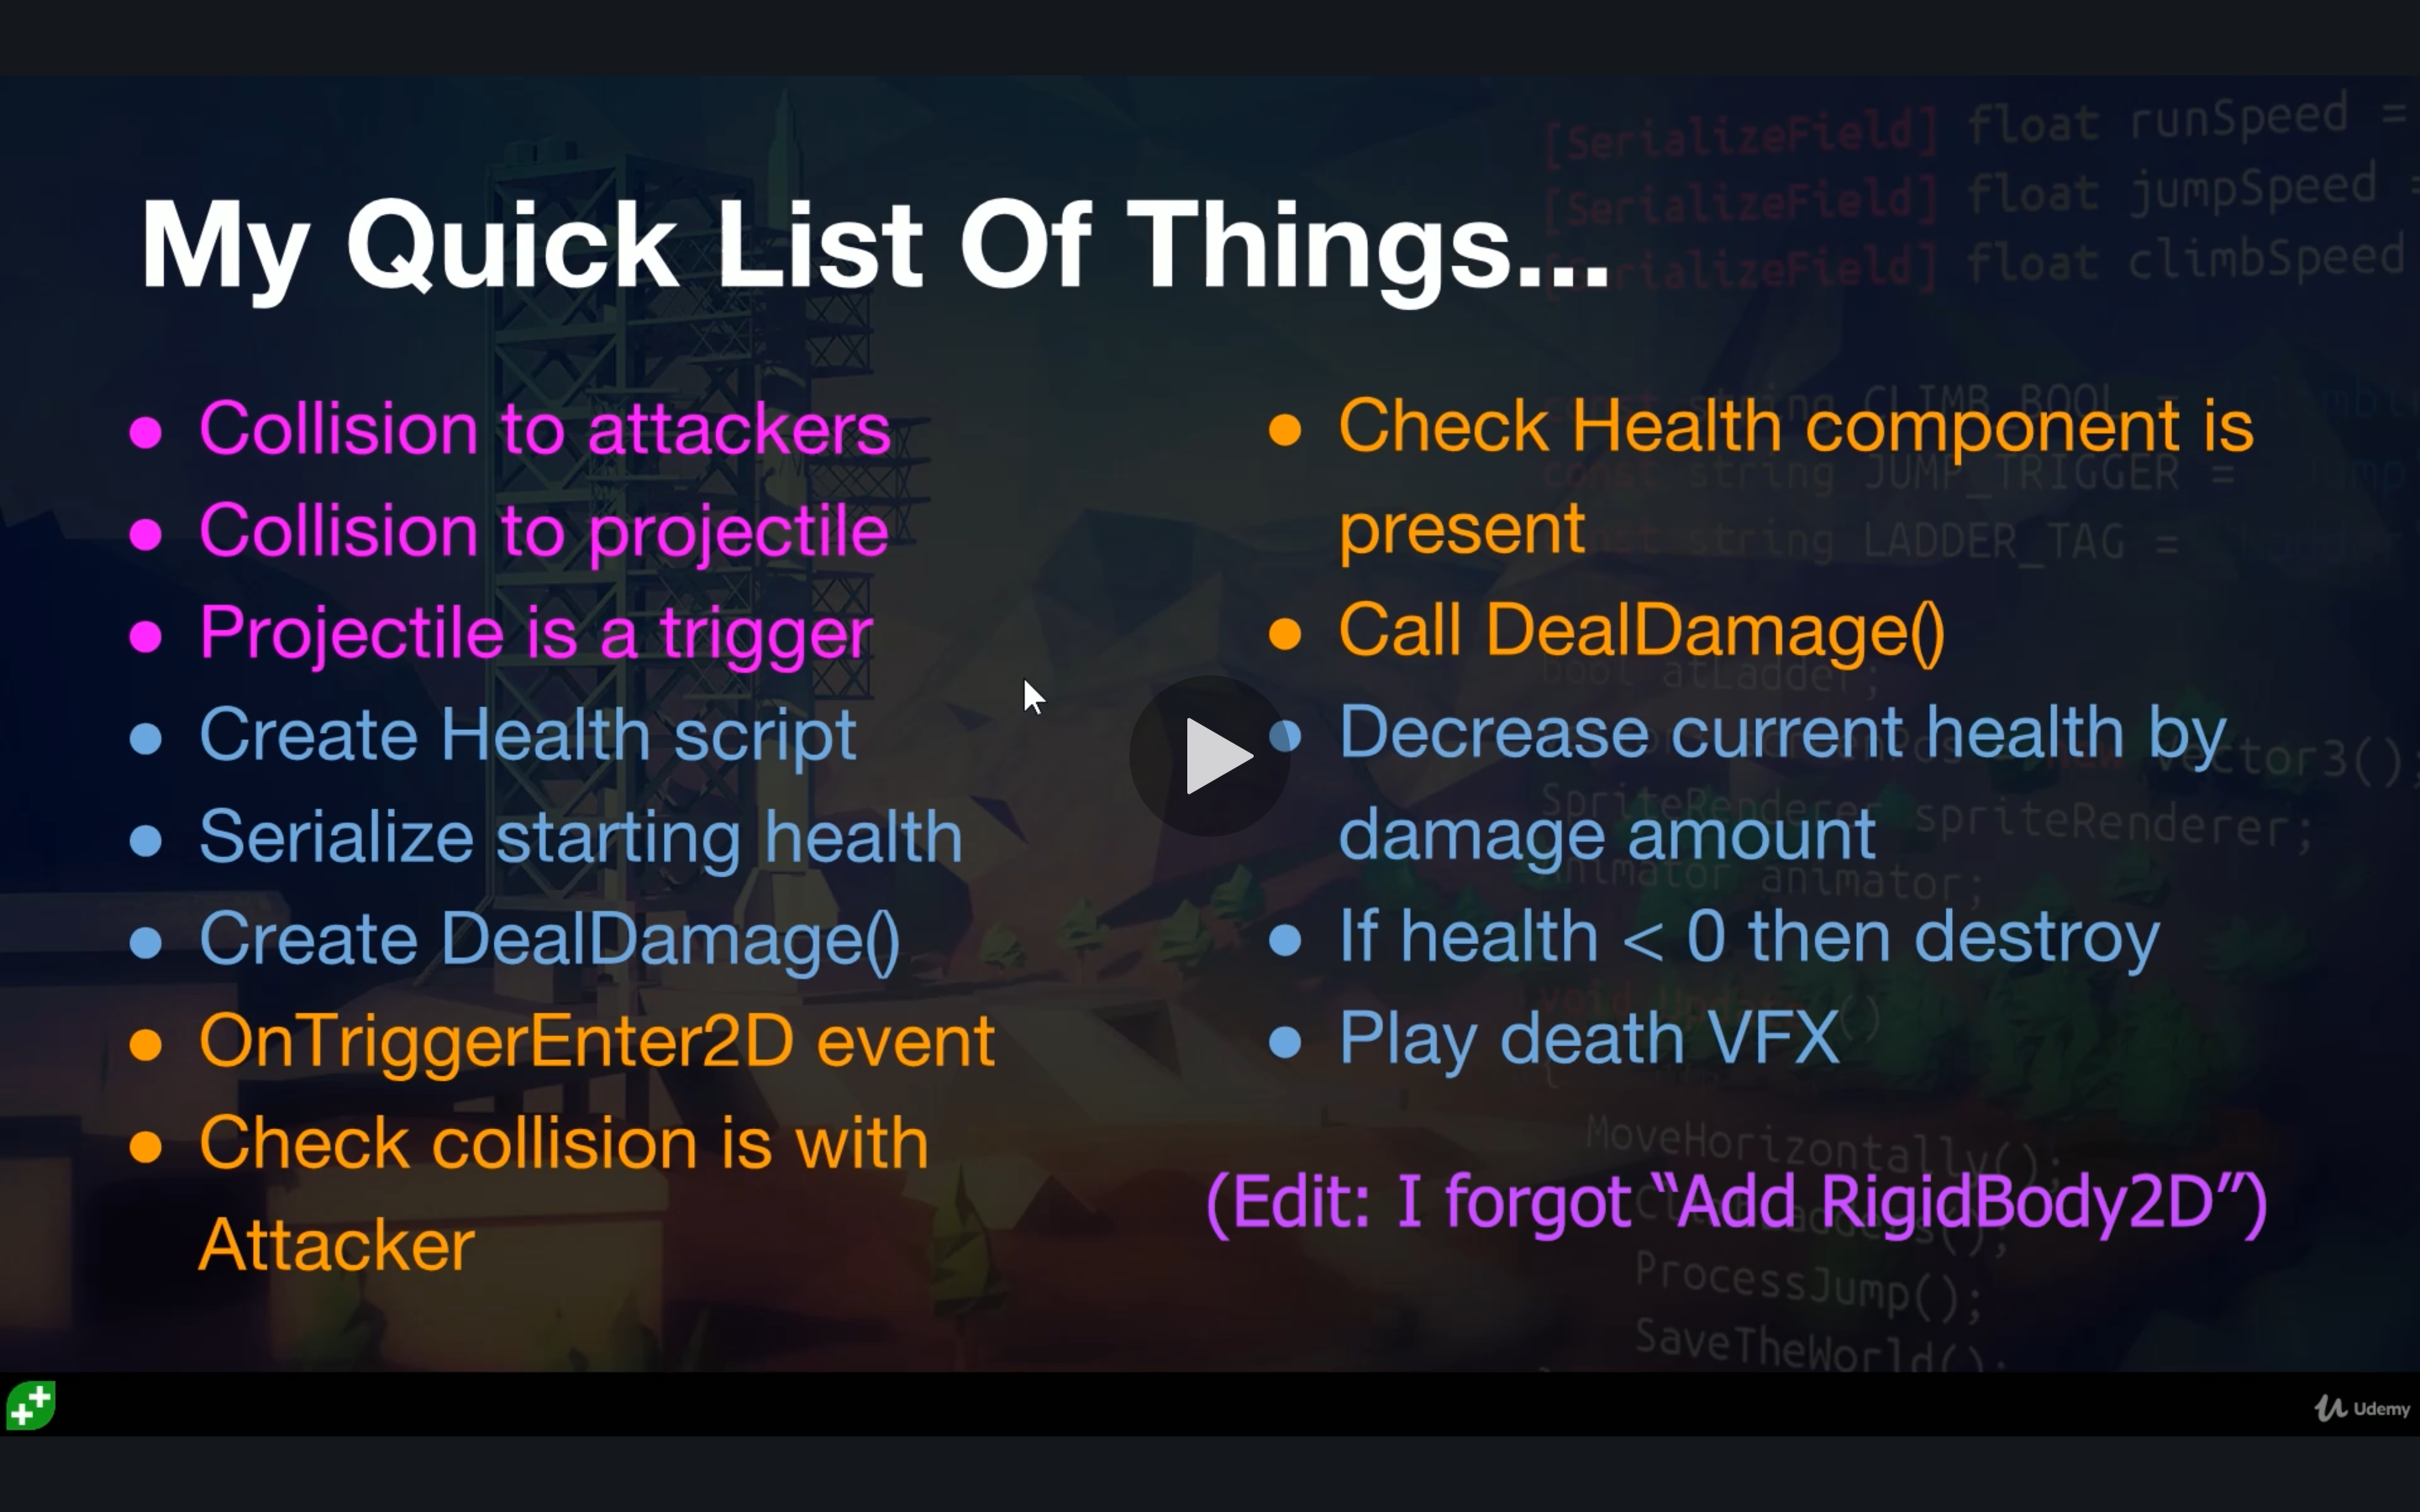 My Quick List Of Things...
● Collision to attackers
● Collision to projectile
● Projectile is a trigger
● Create Health script
● Serialize starting health
● Create DealDamage()
● OnTriggerEnter2D event
● Check collision is with
Attacker
● Check Health component is
present
● Call DealDamage()
● Decrease current health by
damage amount
● If health < 0 then destroy
● Play death VFX
(Edit: I forgot “Add RigidBody2D”)
[SerializeField] float runSpeed =
[SerializeField] float jumpSpeed =
[SerializeField] float climbSpeed
const string CLIMB_BOOL =
const string JUMP_TRIGGER =
const string LADDER_TAG =
bool atLadder;
Vector3();
SpriteRenderer spriteRenderer;
Animator animator;
void Update()
{
MoveHorizontally();
ProcessJump();
SaveTheWorld();
Udemy